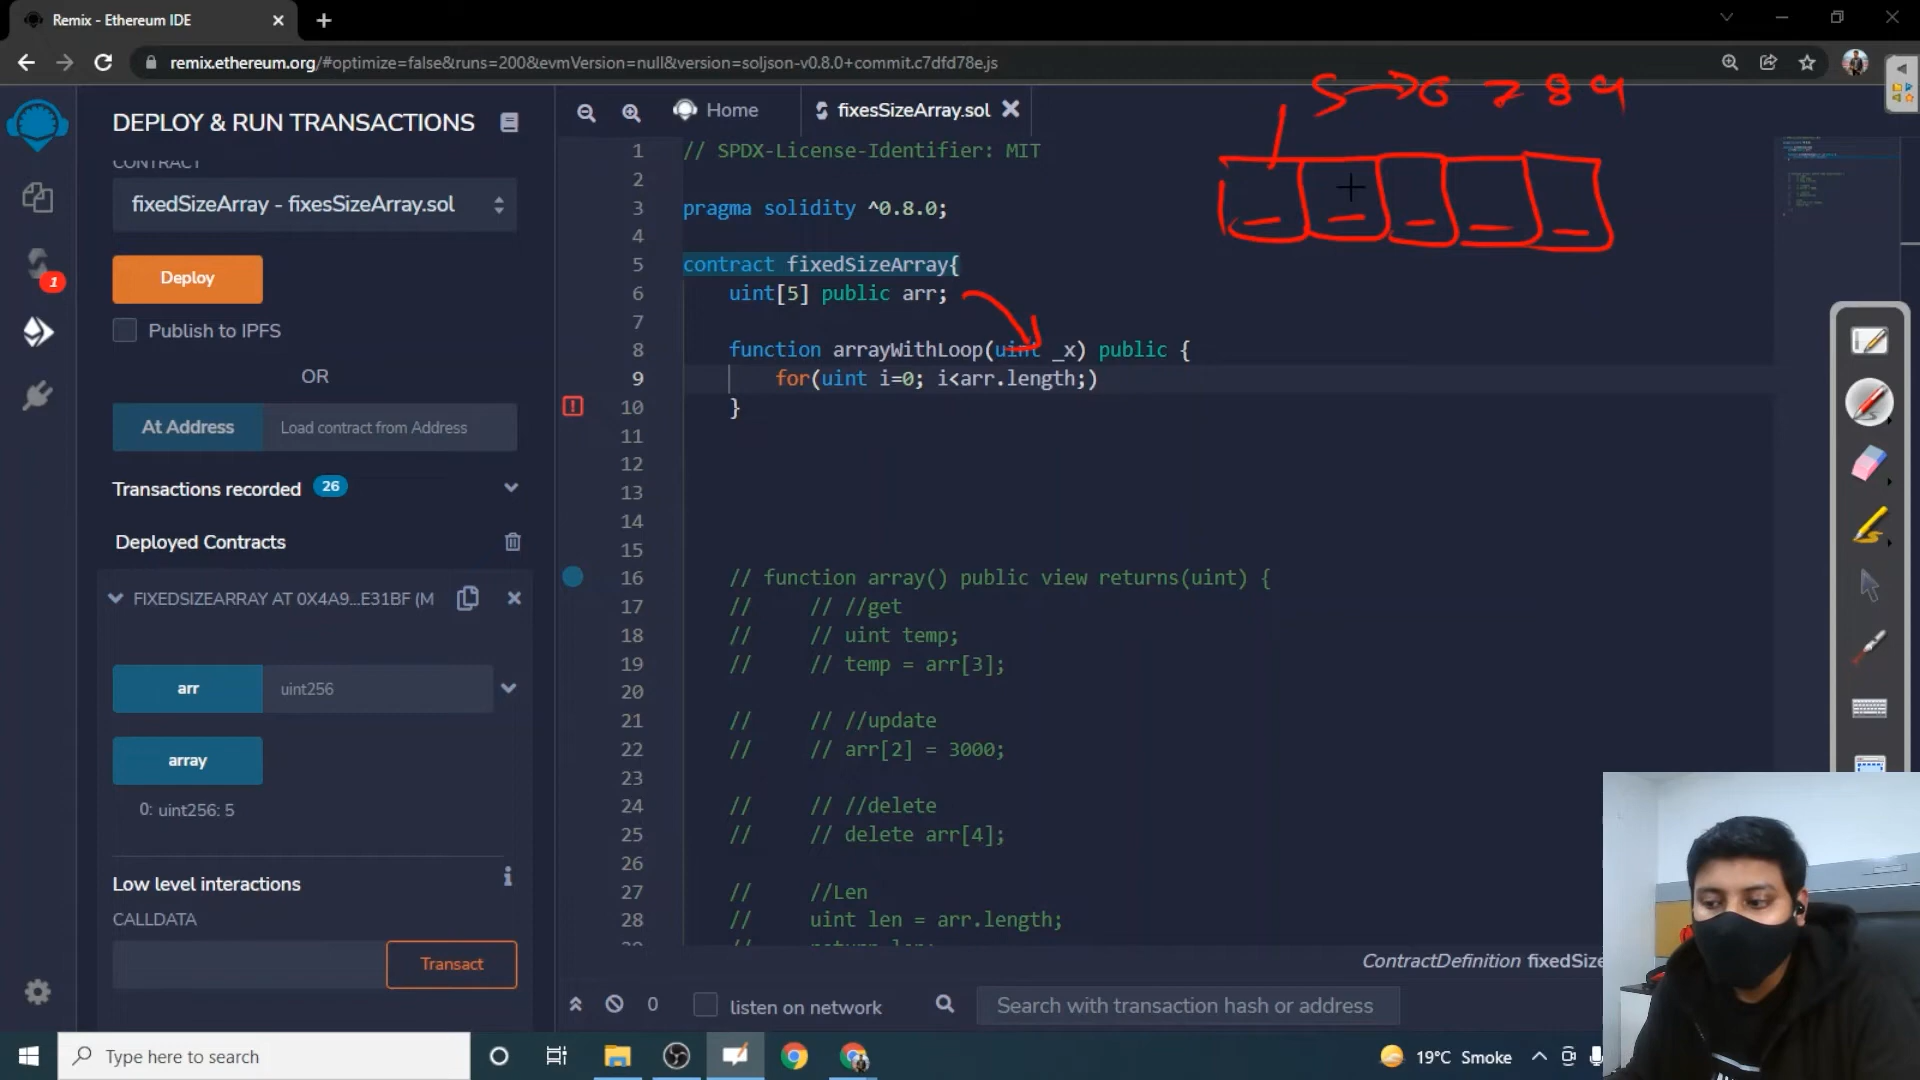 Remix - Ethereum IDE
remix.ethereum.org/#optimize=false&runs=200&evmVersion=null&version=soljson-v0.8.0+commit.c7dfd78e.js
5 6 7 8 9
DEPLOY & RUN TRANSACTIONS
CONTRACT
fixedSizeArray - fixesSizeArray.sol
Deploy
Publish to IPFS
OR
At Address
Load contract from Address
Transactions recorded 26
Deployed Contracts
FIXEDSIZEARRAY AT 0X4A9...E31BF (M
arr uint256
array
0: uint256: 5
Low level interactions
i
CALLDATA
Transact
1
Home
fixesSizeArray.sol
1 // SPDX-License-Identifier: MIT
2
3 pragma solidity ^0.8.0;
4
5 contract fixedSizeArray{
6 uint[5] public arr;
7
8 function arrayWithLoop(uint _x) public {
9 for(uint i=0; i<arr.length;)
10 }
11
12
13
14
15
16 // function array() public view returns(uint) {
17 // // //get
18 // // uint temp;
19 // // temp = arr[3];
20
21 // // //update
22 // // arr[2] = 3000;
23
24 // // //delete
25 // // delete arr[4];
26
27 // //Len
28 // uint len = arr.length;
ContractDefinition fixedSize
0
listen on network
Search with transaction hash or address
Type here to search
19°C Smoke